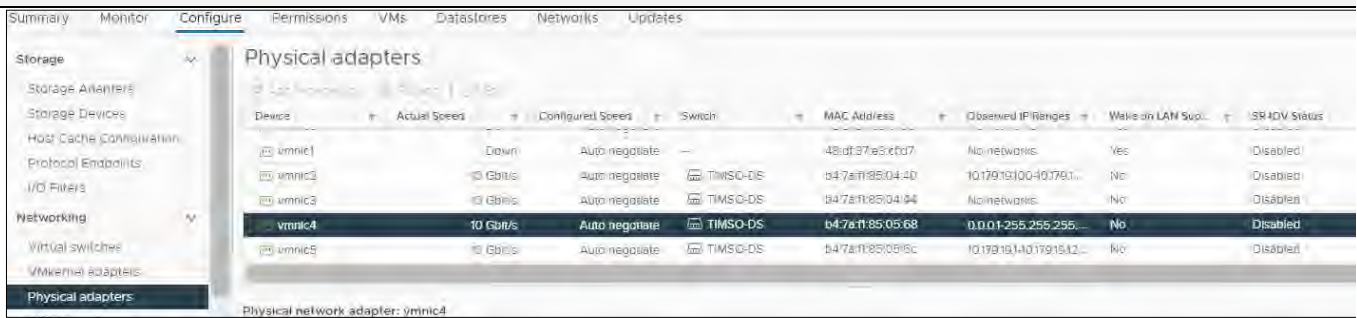 Summary Monitor Configure Permissions VMs Datastores Networks Updates
Storage
Physical adapters
Storage Adapters
Storage Devices
Device Actual Speed Configured Speed Switch MAC Address Observed IP Ranges Wake on LAN Sup... SR-IOV Status
Host Cache Configuration
vmnic1 Down Auto negotiate -- No networks Yes Disabled
Protocol Endpoints
vmnic2 10 Gbit/s Auto negotiate TIMSO-DS b4:7a:f1:85:04:40 No Disabled
I/O Filters
vmnic3 10 Gbit/s Auto negotiate TIMSO-DS b4:7a:f1:85:04:44 No networks No Disabled
Networking
vmnic4 10 Gbit/s Auto negotiate TIMSO-DS b4:7a:f1:85:05:68 0.0.0.1-255.255.255.... No Disabled
Virtual switches
vmnic5 10 Gbit/s Auto negotiate TIMSO-DS b4:7a:f1:85:05:6c No Disabled
VMkernel adapters
Physical adapters
Physical network adapter: vmnic4